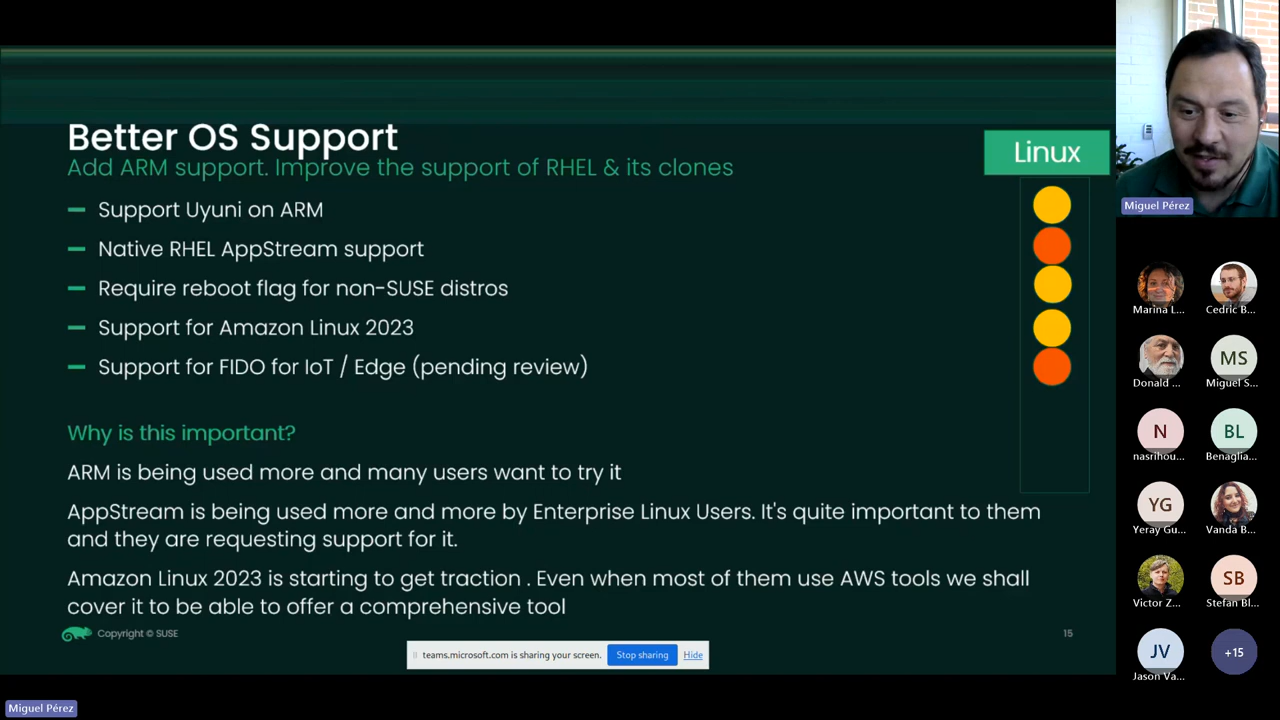 Better OS Support
Add ARM support. Improve the support of RHEL & its clones
Linux
Support Uyuni on ARM
Native RHEL AppStream support
Require reboot flag for non-SUSE distros
Support for Amazon Linux 2023
Support for FIDO for IoT / Edge (pending review)
Why is this important?
ARM is being used more and many users want to try it
AppStream is being used more and more by Enterprise Linux Users. It's quite important to them
and they are requesting support for it.
Amazon Linux 2023 is starting to get traction . Even when most of them use AWS tools we shall
cover it to be able to offer a comprehensive tool
Copyright © SUSE
15
teams.microsoft.com is sharing your screen.
Stop sharing
Hide
Miguel Pérez
Miguel Pérez
Marina L...
Cedric B...
Donald ...
MS
Miguel S...
N
nasrihou...
BL
Benaglia...
YG
Yeray Gu...
Vanda B...
Victor Z...
SB
Stefan Bl...
JV
Jason Va...
+15